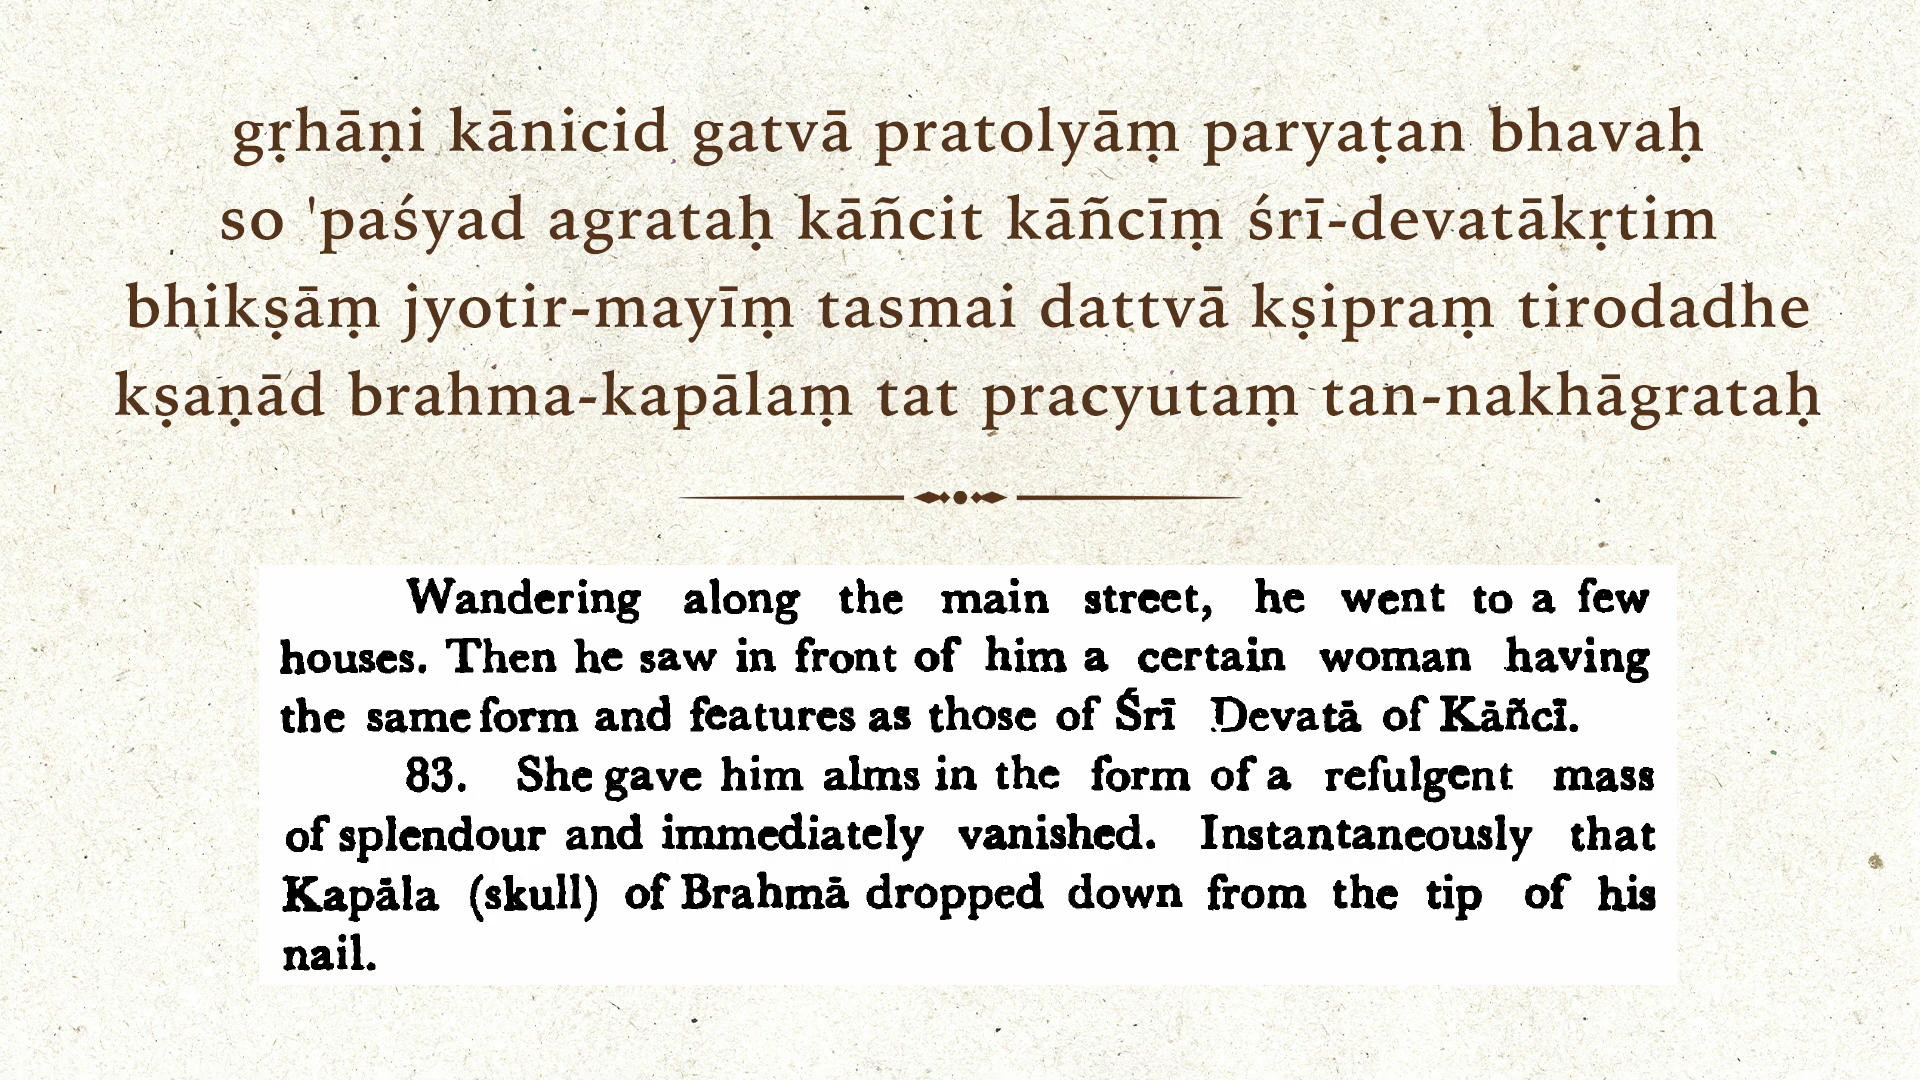 gṛhāṇi kānicid gatvā pratolyāṃ paryaṭan bhavaḥ
so 'paśyad agrataḥ kāñcit kāñcīṃ śrī-devatākṛtim
bhikṣāṃ jyotir-mayīṃ tasmai dattvā kṣipraṃ tirodadhe
kṣaṇād brahma-kapālaṃ tat pracyutaṃ tan-nakhāgrataḥ
Wandering along the main street, he went to a few
houses. Then he saw in front of him a certain woman having
the same form and features as those of Śrī Devatā of Kāñcī.
83. She gave him alms in the form of a refulgent mass
of splendour and immediately vanished. Instantaneously that
Kapāla (skull) of Brahmā dropped down from the tip of his
nail.